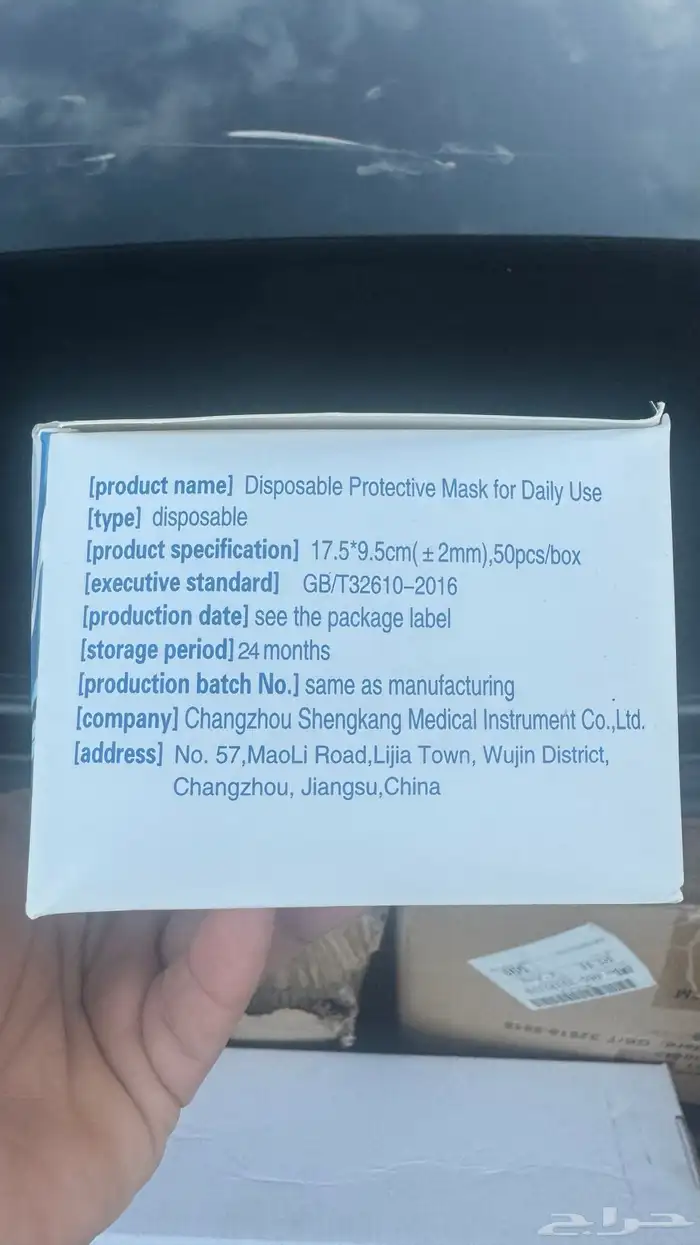 [product name] Disposable Protective Mask for Daily Use
[type] disposable
[product specification] 17.5*9.5cm(±2mm),50pcs/box
[executive standard] GB/T32610-2016
[production date] see the package label
[storage period] 24 months
[production batch No.] same as manufacturing
[company] Changzhou Shengkang Medical Instrument Co.,Ltd.
[address] No. 57,MaoLi Road,Lijia Town, Wujin District,
Changzhou, Jiangsu,China
حراج